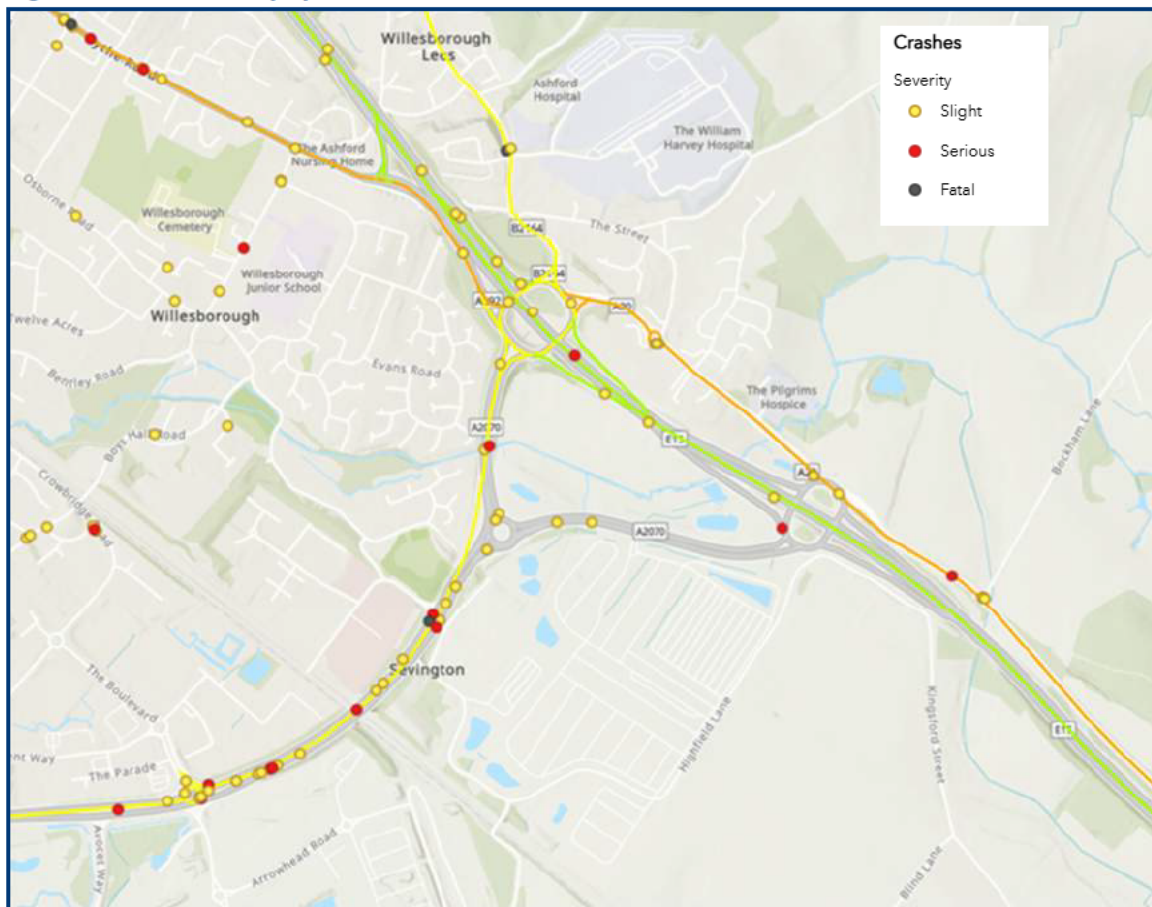 Willesborough
Lees
Ashford
Hospital
The William
Harvey Hospital
Crashes
Severity
Slight
Serious
Fatal
The Ashford
Nursing Home
Osborne Road
Willesborough
Cemetery
B2164
The Street
B2164
Willesborough
Junior School
Willesborough
Twelve Acres
Bentley Road
Evans Road
The Pilgrims
Hospice
A2070
E15
Bockham Lane
Boys Hall Road
Crowbridge Road
A2070
Sevington
The Boulevard
Highfield Lane
Kingsford Street
E15
The Parade
Arrowhead Road
Avocet Way
Blind Lane